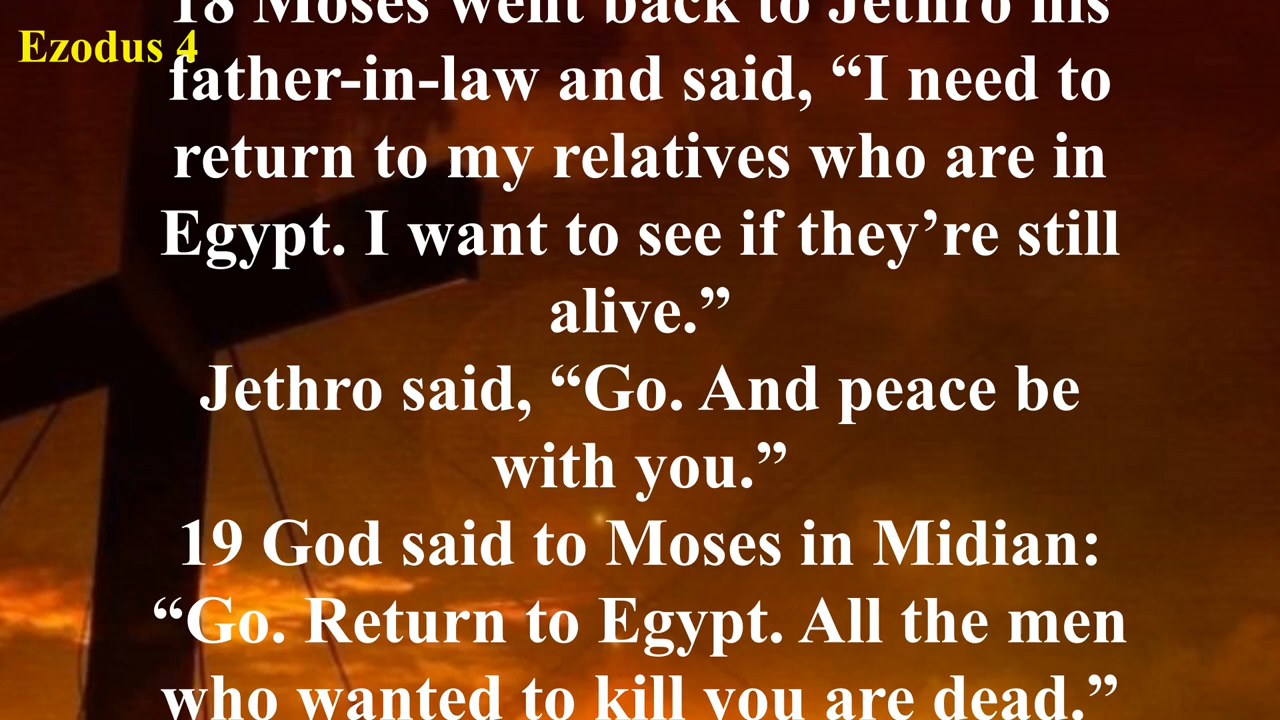 Ezodus 4
18 Moses went back to Jethro his
father-in-law and said, “I need to
return to my relatives who are in
Egypt. I want to see if they’re still
alive.”
Jethro said, “Go. And peace be
with you.”
19 God said to Moses in Midian:
“Go. Return to Egypt. All the men
who wanted to kill you are dead.”